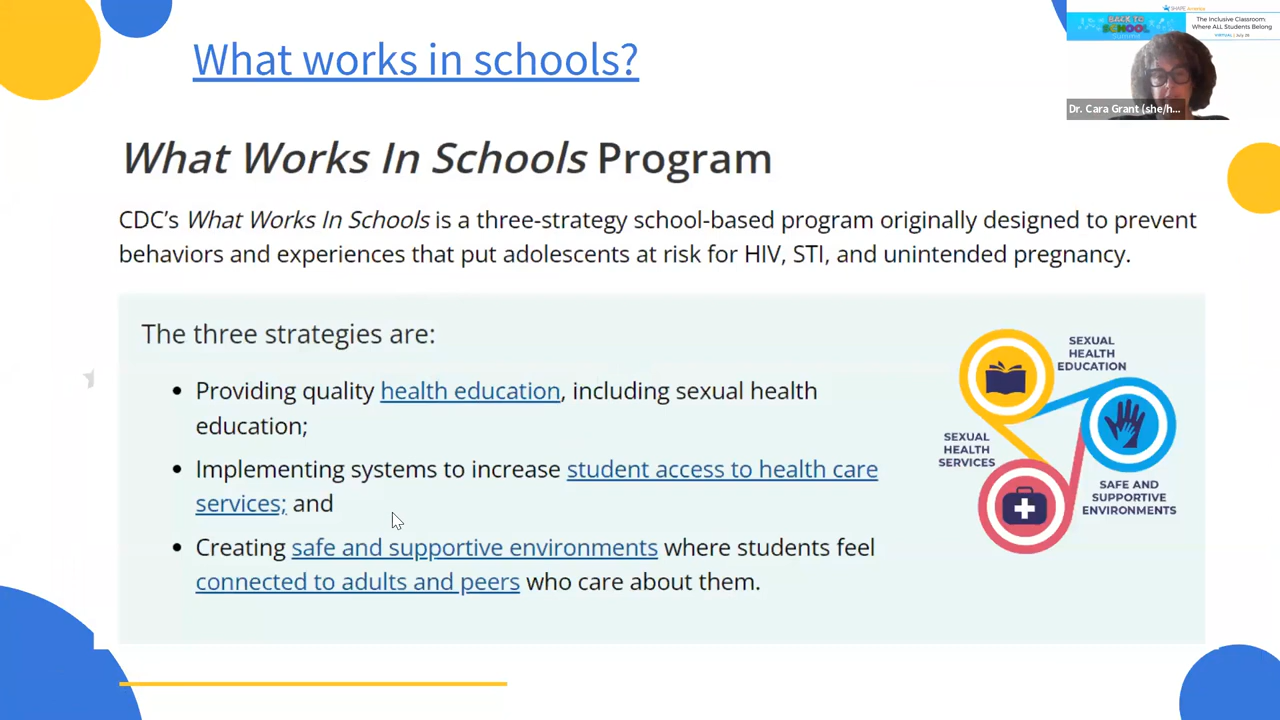 What works in schools?
SHAPE America
BACK TO
SCHOOL
The Inclusive Classroom:
Where ALL Students Belong
VIRTUAL | July 28
Dr. Cara Grant (she/h...
What Works In Schools Program
CDC's What Works In Schools is a three-strategy school-based program originally designed to prevent
behaviors and experiences that put adolescents at risk for HIV, STI, and unintended pregnancy.
The three strategies are:
• Providing quality health education, including sexual health
education;
• Implementing systems to increase student access to health care
services; and
• Creating safe and supportive environments where students feel
connected to adults and peers who care about them.
SEXUAL
HEALTH
EDUCATION
SEXUAL
HEALTH
SERVICES
SAFE AND
SUPPORTIVE
ENVIRONMENTS